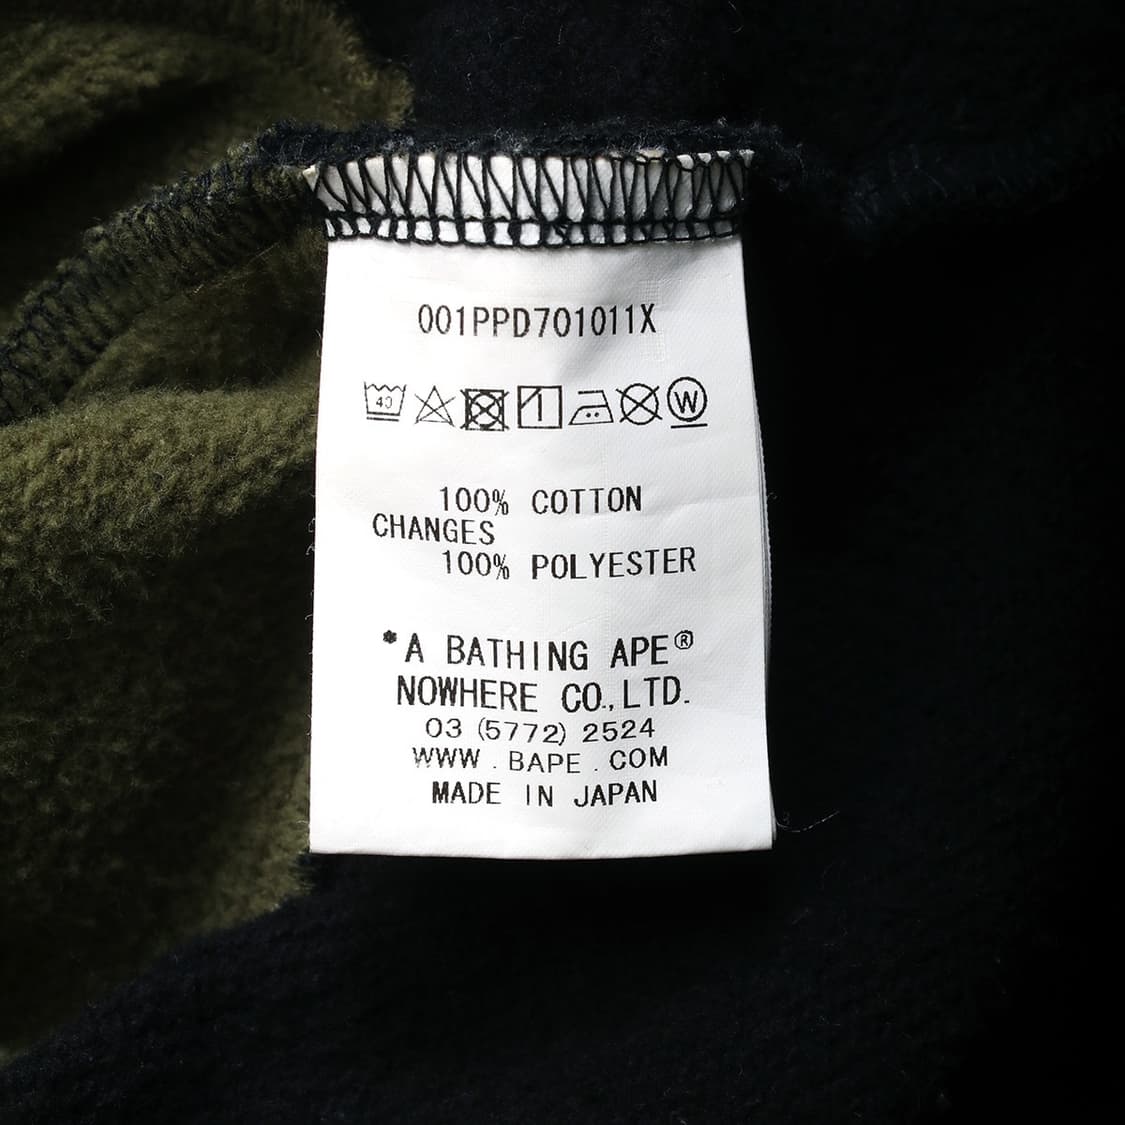 001PPD701011X
40
W
100% COTTON
CHANGES
100% POLYESTER
*A BATHING APE®
NOWHERE CO.,LTD.
03 (5772) 2524
WWW . BAPE . COM
MADE IN JAPAN